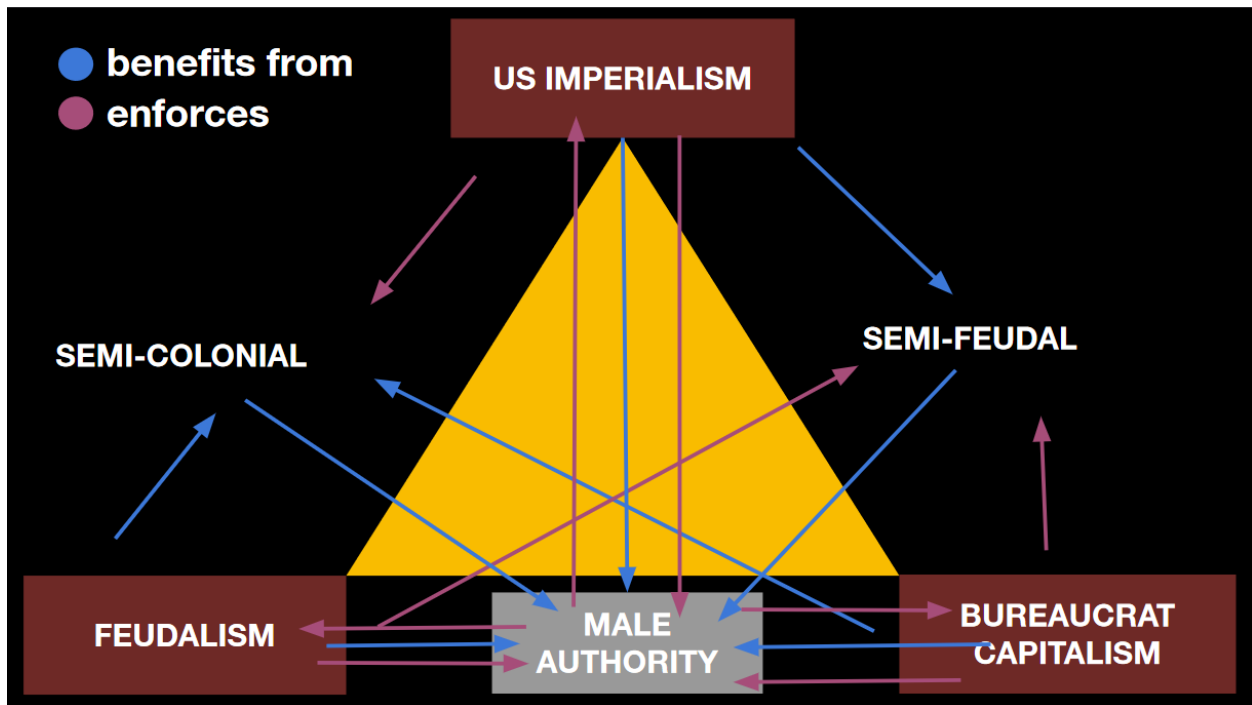 benefits from
enforces
US IMPERIALISM
SEMI-COLONIAL
SEMI-FEUDAL
FEUDALISM
MALE
AUTHORITY
BUREAUCRAT
CAPITALISM